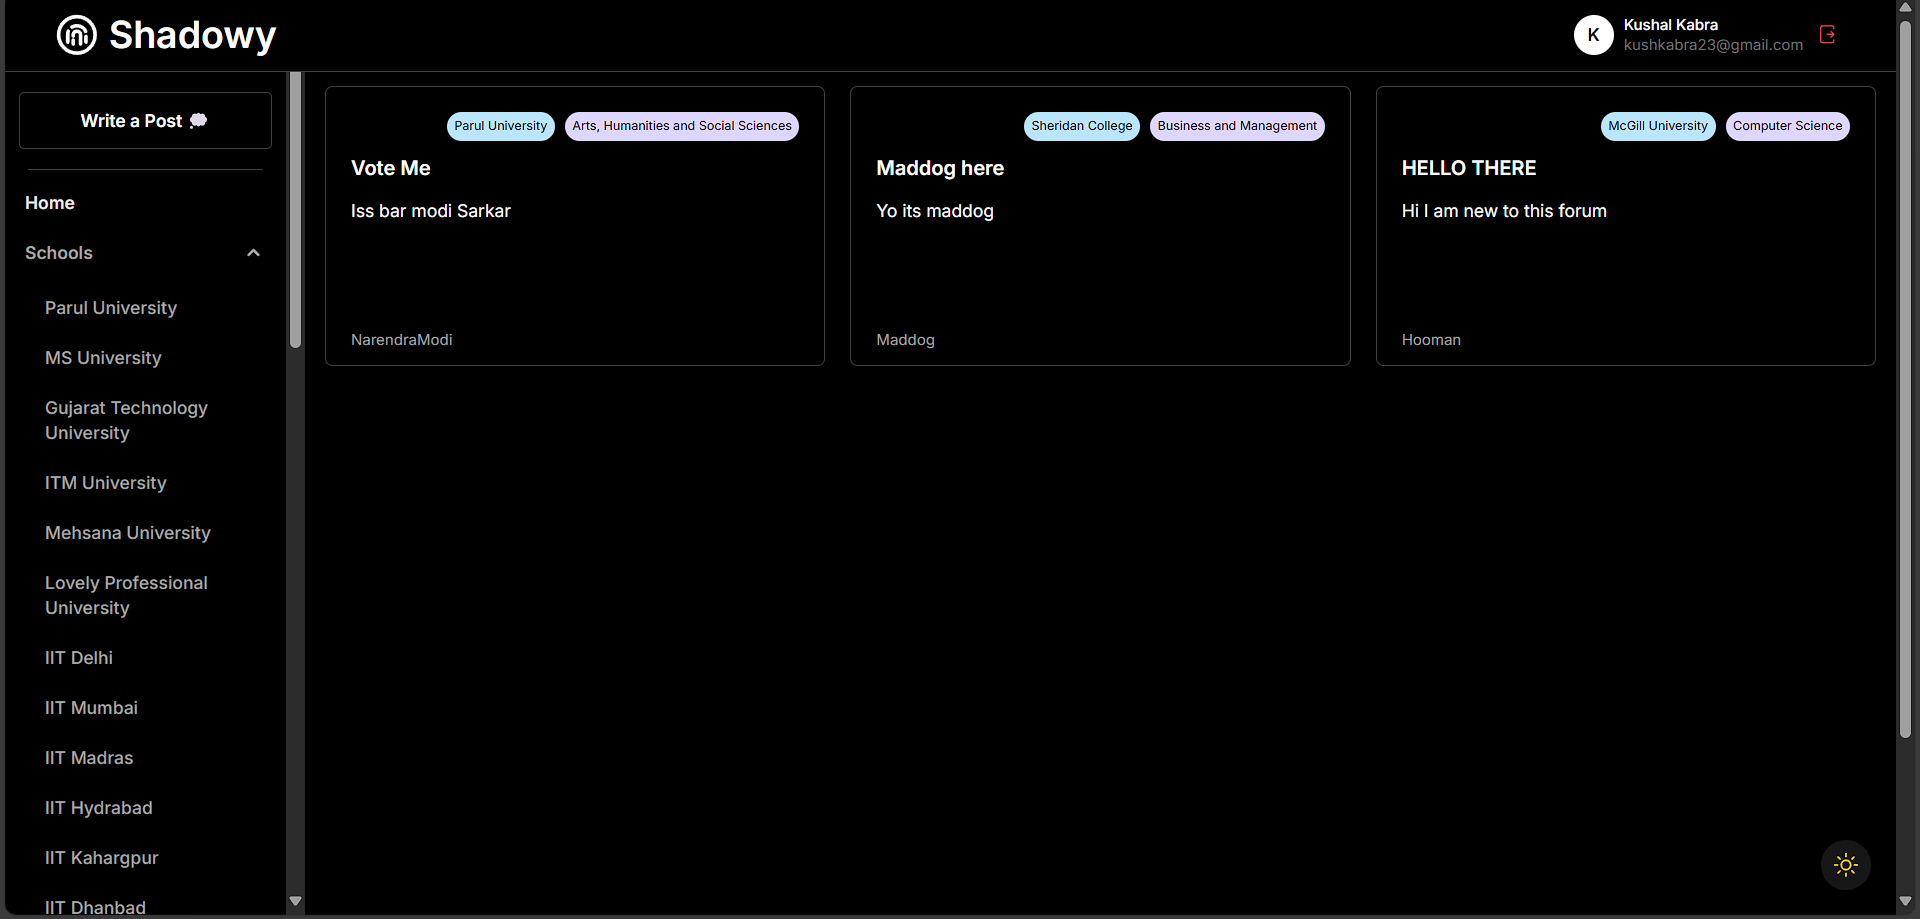 Shadowy
K
Kushal Kabra
kushkabra23@gmail.com
Write a Post
Home
Schools
Parul University
MS University
Gujarat Technology
University
ITM University
Mehsana University
Lovely Professional
University
IIT Delhi
IIT Mumbai
IIT Madras
IIT Hydrabad
IIT Kahargpur
IIT Dhanbad
Parul University
Arts, Humanities and Social Sciences
Vote Me
Iss bar modi Sarkar
NarendraModi
Sheridan College
Business and Management
Maddog here
Yo its maddog
Maddog
McGill University
Computer Science
HELLO THERE
Hi I am new to this forum
Hooman